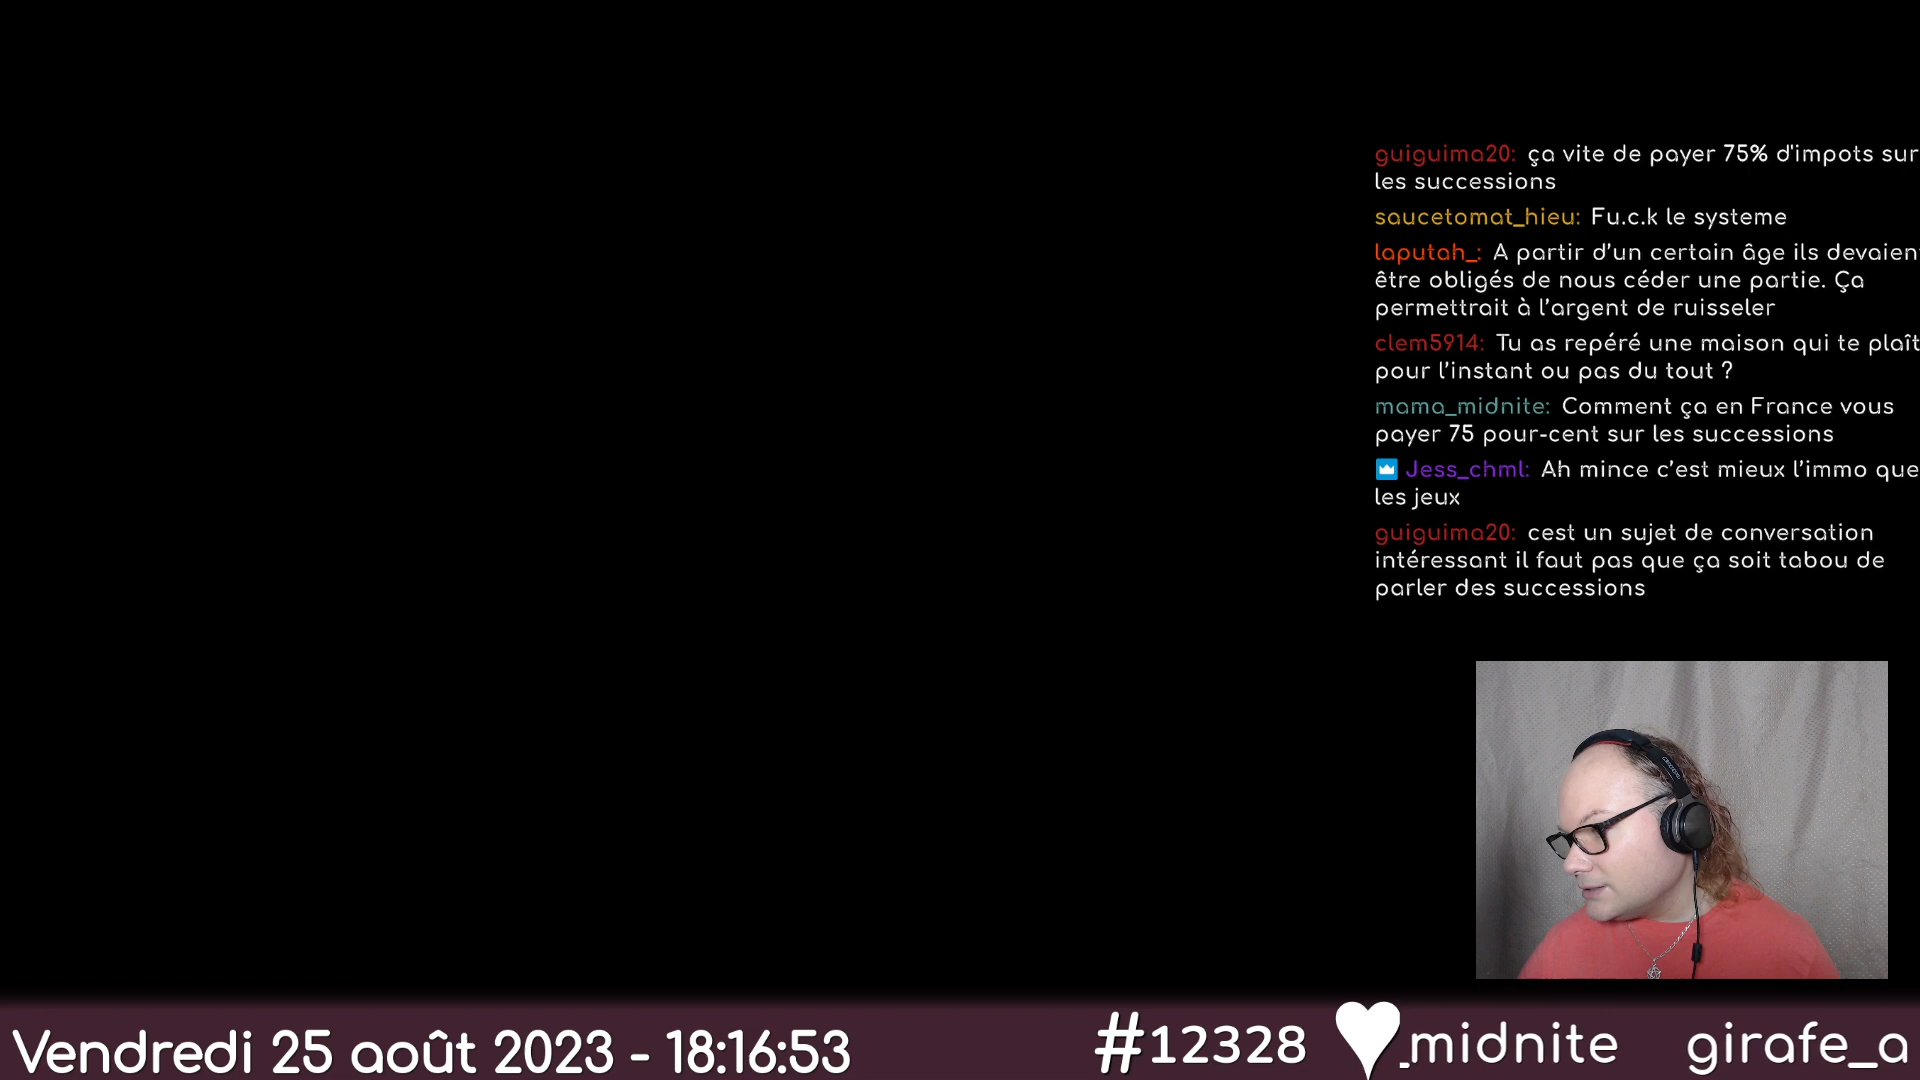 guiguima20: ça vite de payer 75% d'impots sur
les successions
saucetomat_hieu: Fu.c.k le systeme
laputah_: A partir d’un certain âge ils devaien
être obligés de nous céder une partie. Ça
permettrait à l’argent de ruisseler
clem5914: Tu as repéré une maison qui te plaît
pour l’instant ou pas du tout ?
mama_midnite: Comment ça en France vous
payer 75 pour-cent sur les successions
Jess_chml: Ah mince c’est mieux l’immo que
les jeux
guiguima20: cest un sujet de conversation
intéressant il faut pas que ça soit tabou de
parler des successions
Vendredi 25 août 2023 - 18:16:53 #12328 _midnite girafe_a